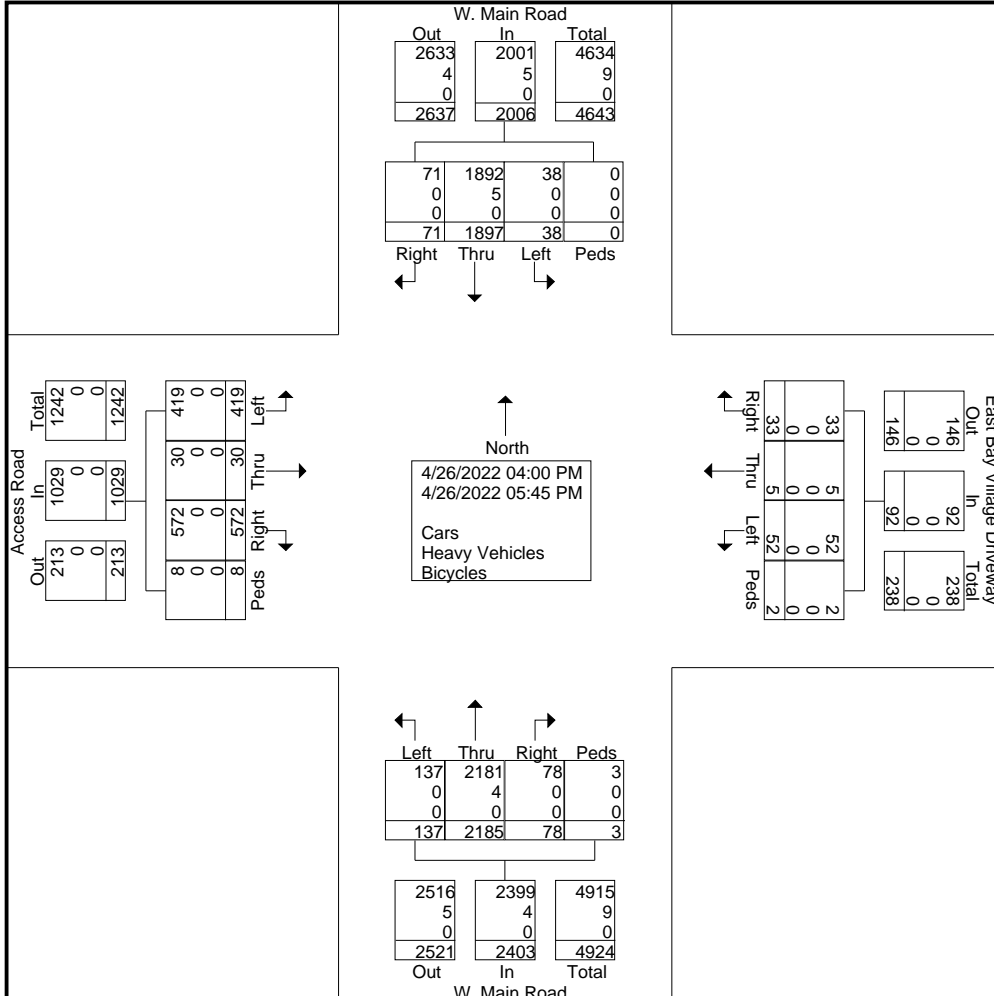 W. Main Road
Out In Total
2633 2001 4634
4 5 9
0 0 0
2637 2006 4643
71 1892 38 0
0 5 0 0
0 0 0 0
71 1897 38 0
Right Thru Left Peds
Access Road
Total In Out
1242 1029 213
0 0 0
0 0 0
1242 1029 213
419 30 572 8
0 0 0 0
0 0 0 0
419 30 572 8
Left Thru Right Peds
North
4/26/2022 04:00 PM
4/26/2022 05:45 PM
Cars
Heavy Vehicles
Bicycles
East Bay Village Driveway
Out In Total
146 92 238
0 0 0
0 0 0
146 92 238
33 5 52 2
0 0 0 0
0 0 0 0
33 5 52 2
Right Thru Left Peds
Left Thru Right Peds
137 2181 78 3
0 4 0 0
0 0 0 0
137 2185 78 3
2516 2399 4915
5 4 9
0 0 0
2521 2403 4924
Out In Total
W. Main Road